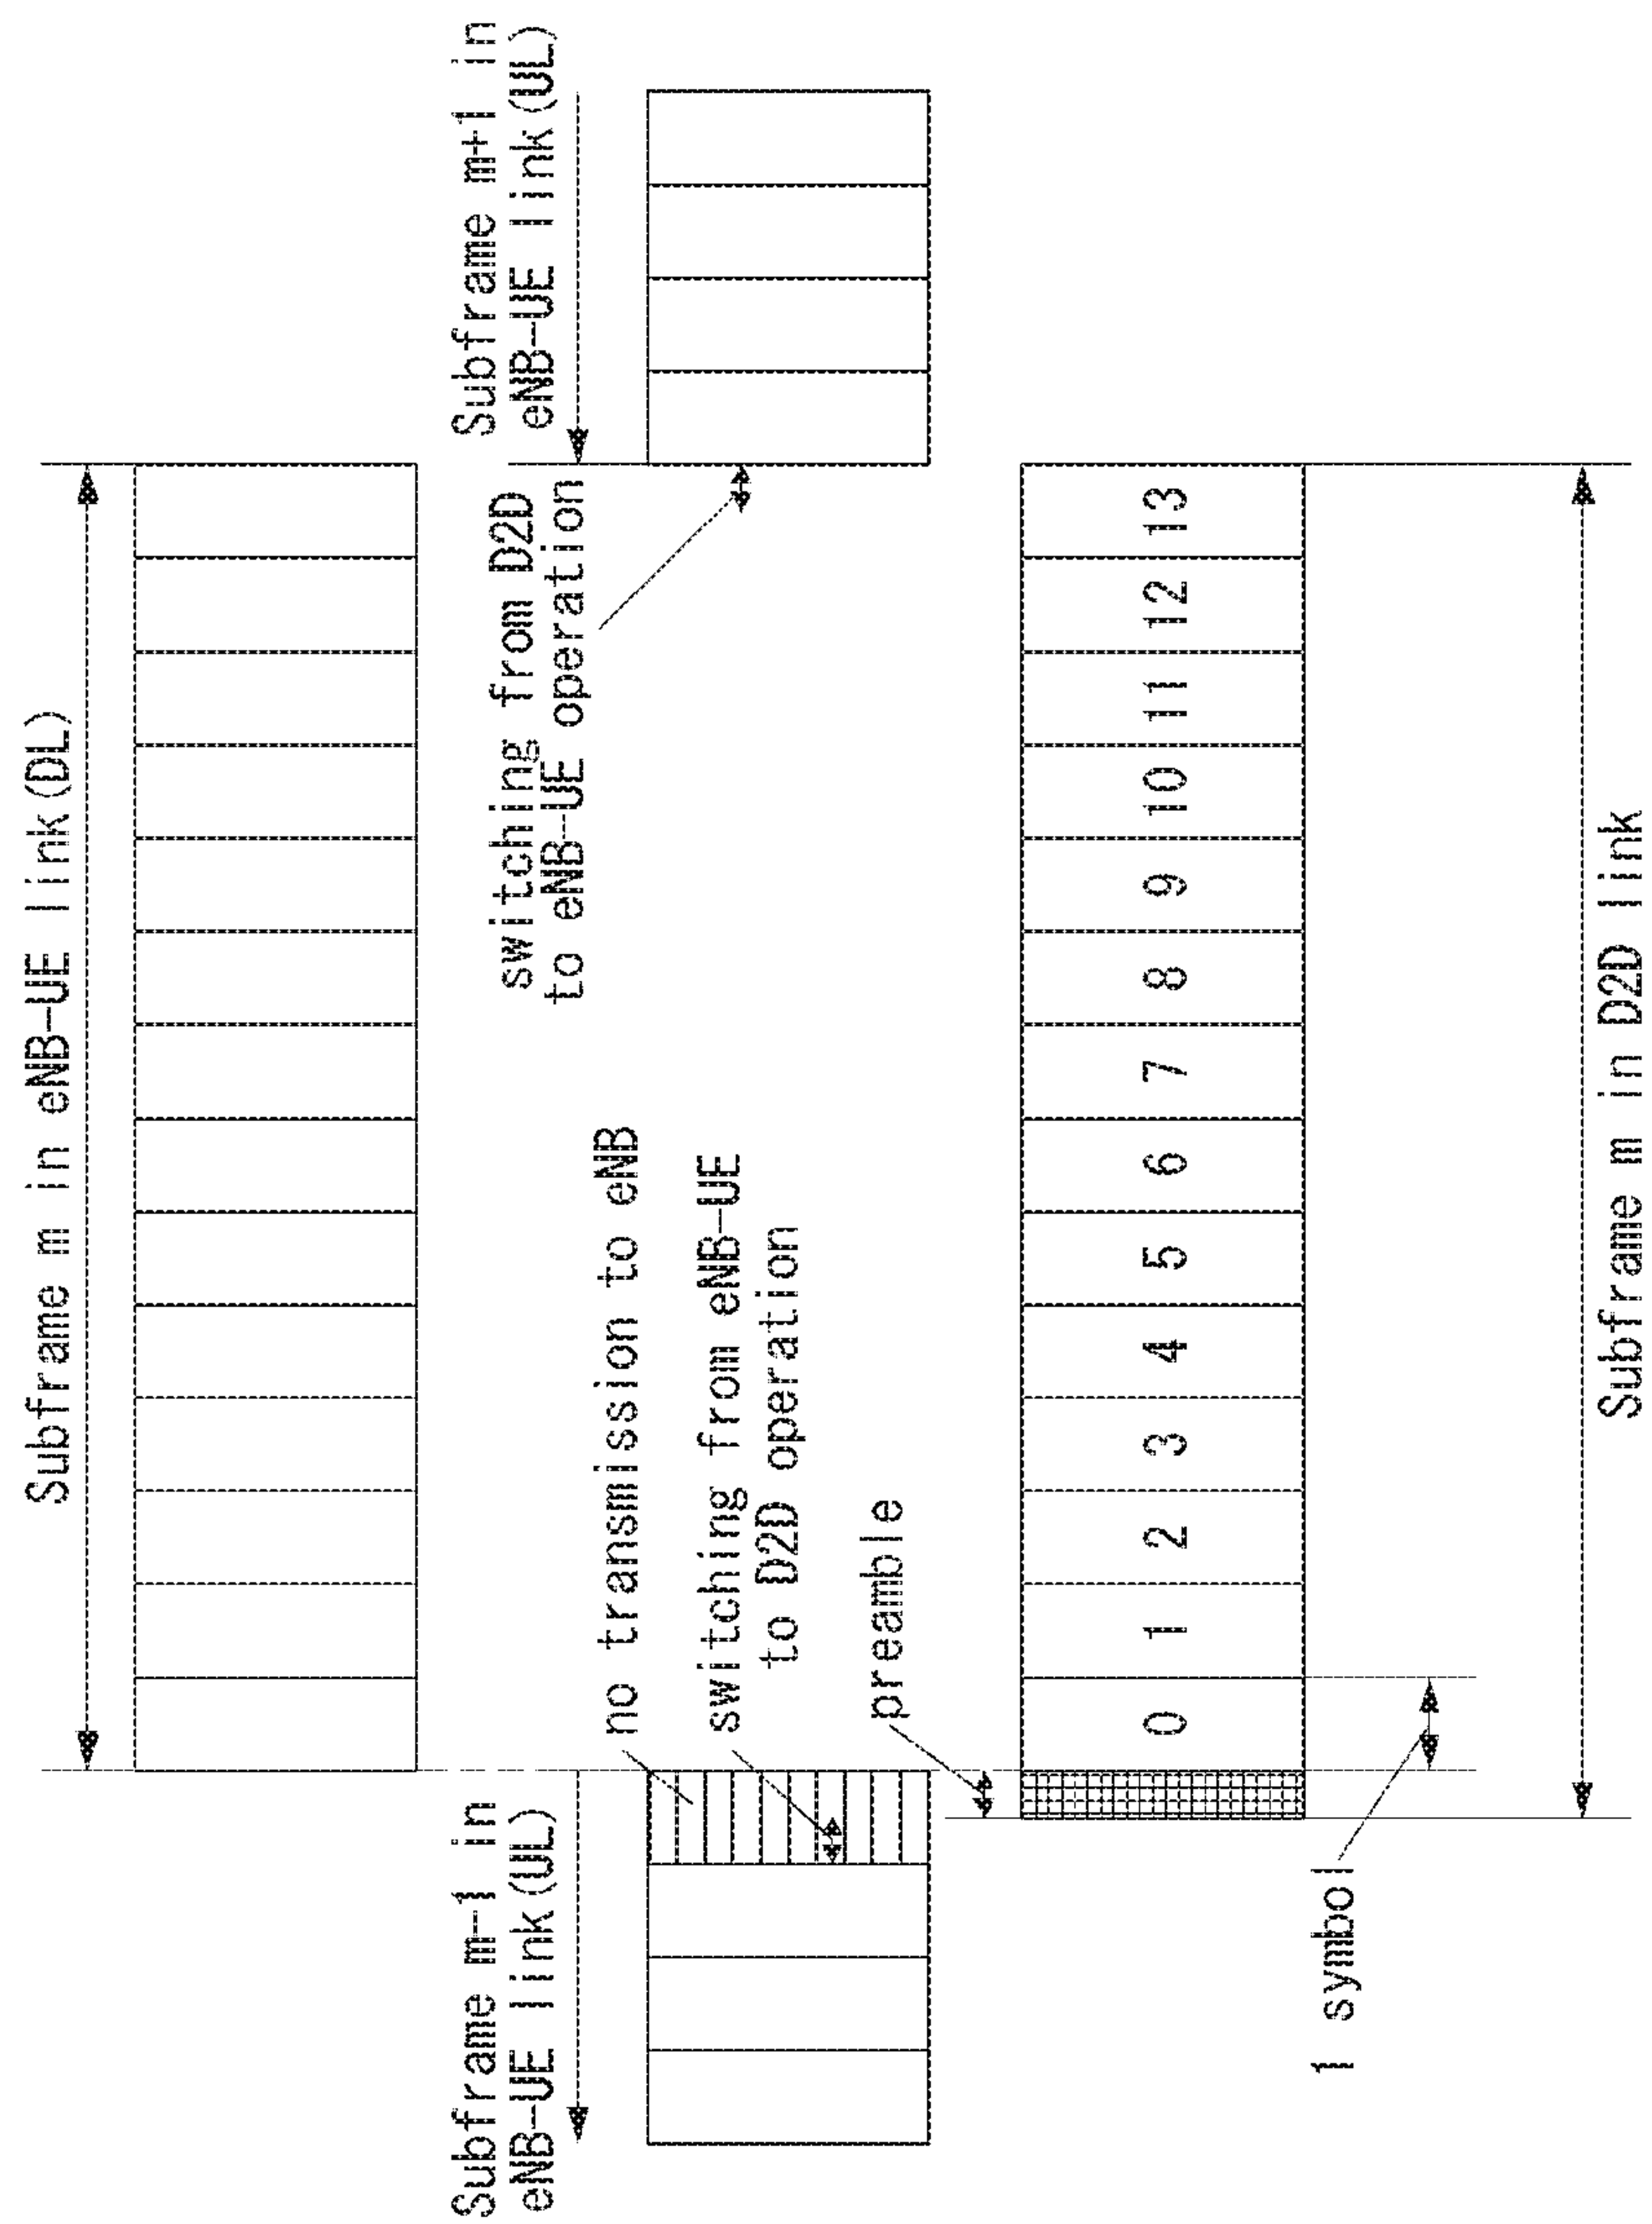 Subframe m in eNB-UE link(DL)
Subframe m-1 in
eNB-UE link(UL)
Subframe m+1 in
eNB-UE link(UL)
switching from D2D
to eNB-UE operation
no transmission to eNB
switching from eNB-UE
to D2D operation
preamble
0 1 2 3 4 5 6 7 8 9 10 11 12 13
1 symbol
Subframe m in D2D link